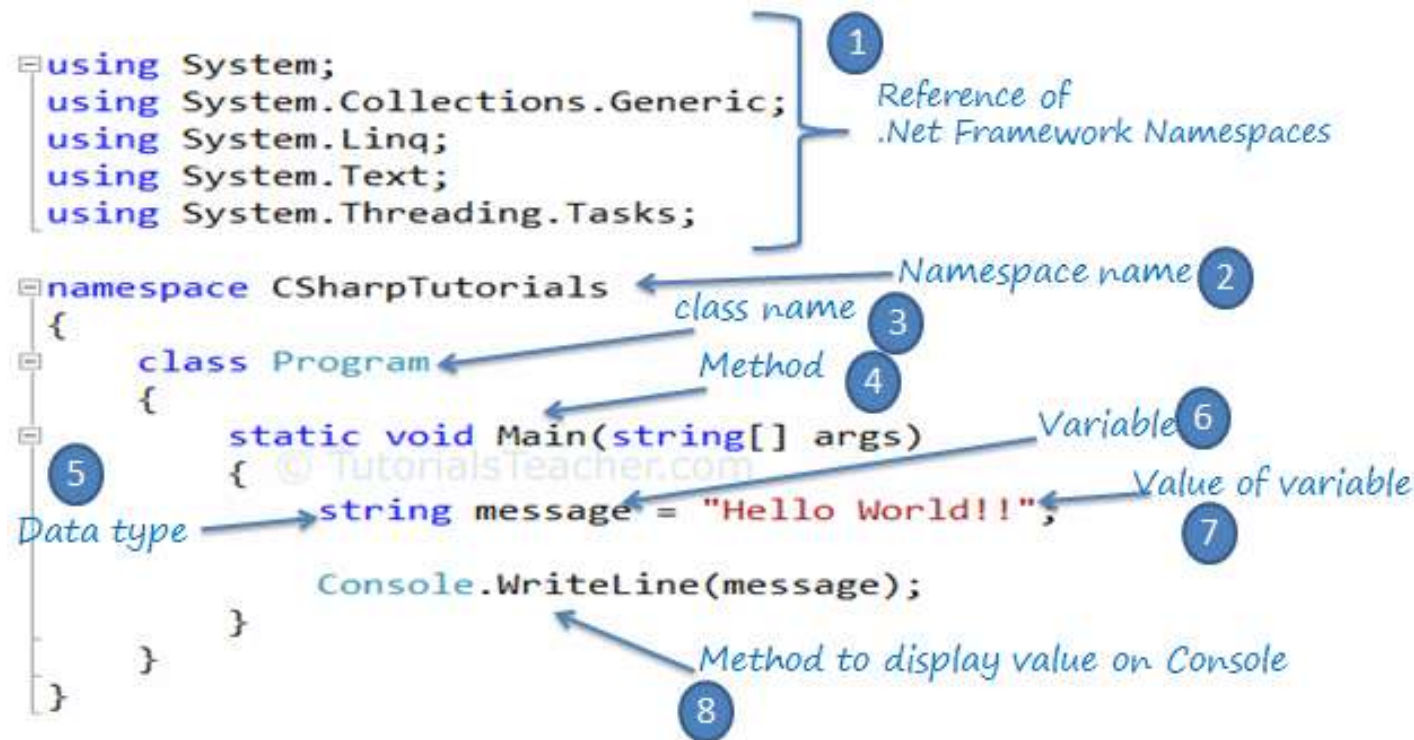 using System;
using System.Collections.Generic;
using System.Linq;
using System.Text;
using System.Threading.Tasks;
1
Reference of
.Net Framework Namespaces
namespace CSharpTutorials
Namespace name 2
{
class name 3
class Program
Method 4
{
static void Main(string[] args)
Variable 6
© TutorialsTeacher.com
{
5
Data type
string message = "Hello World!!";
Value of variable
7
Console.WriteLine(message);
}
Method to display value on Console
8
}
}